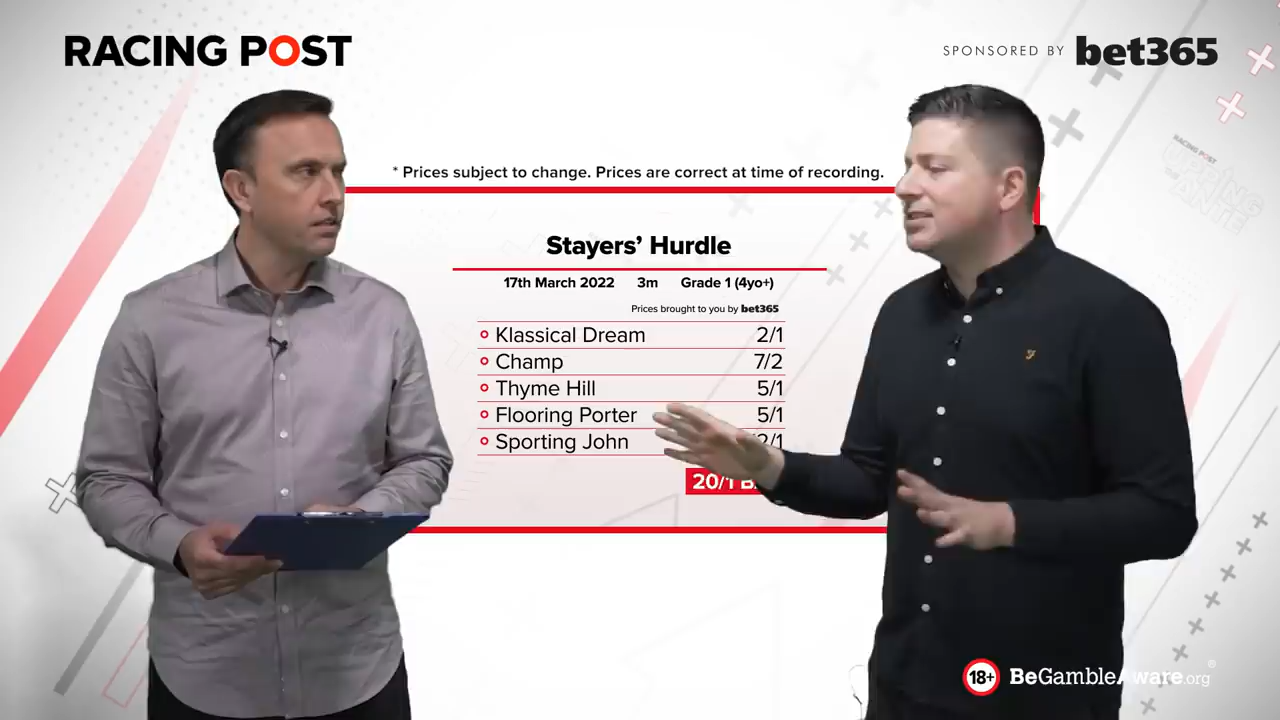 RACING POST
SPONSORED BY bet365
* Prices subject to change. Prices are correct at time of recording.
RACING POST
Stayers' Hurdle
17th March 2022 3m Grade 1 (4yo+)
Prices brought to you by bet365
Klassical Dream 2/1
Champ 7/2
Thyme Hill 5/1
Flooring Porter 5/1
Sporting John
20/1
18+ BeGambleAware.org®